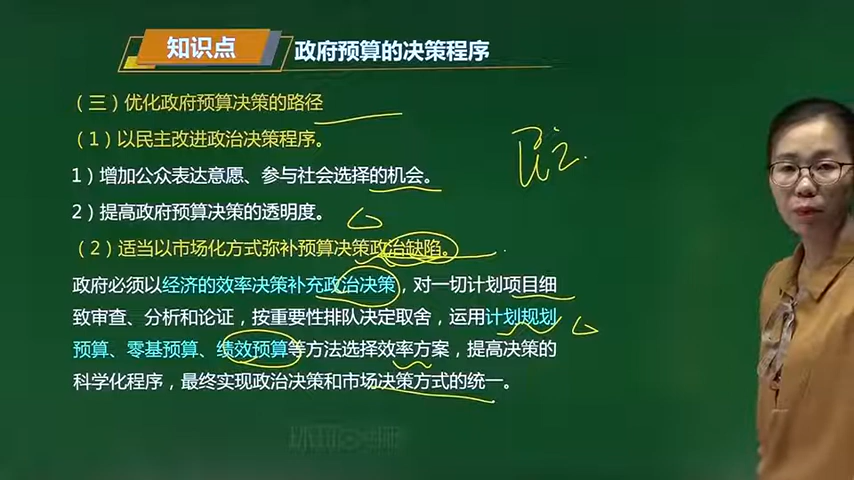 知识点
政府预算的决策程序
（三）优化政府预算决策的路径
（1）以民主改进政治决策程序。
1）增加公众表达意愿、参与社会选择的机会。
2）提高政府预算决策的透明度。
（2）适当以市场化方式弥补预算决策政治缺陷。
政府必须以经济的效率决策补充政治决策，对一切计划项目细
致审查、分析和论证，按重要性排队决定取舍，运用计划规划
预算、零基预算、绩效预算等方法选择效率方案，提高决策的
科学化程序，最终实现政治决策和市场决策方式的统一。